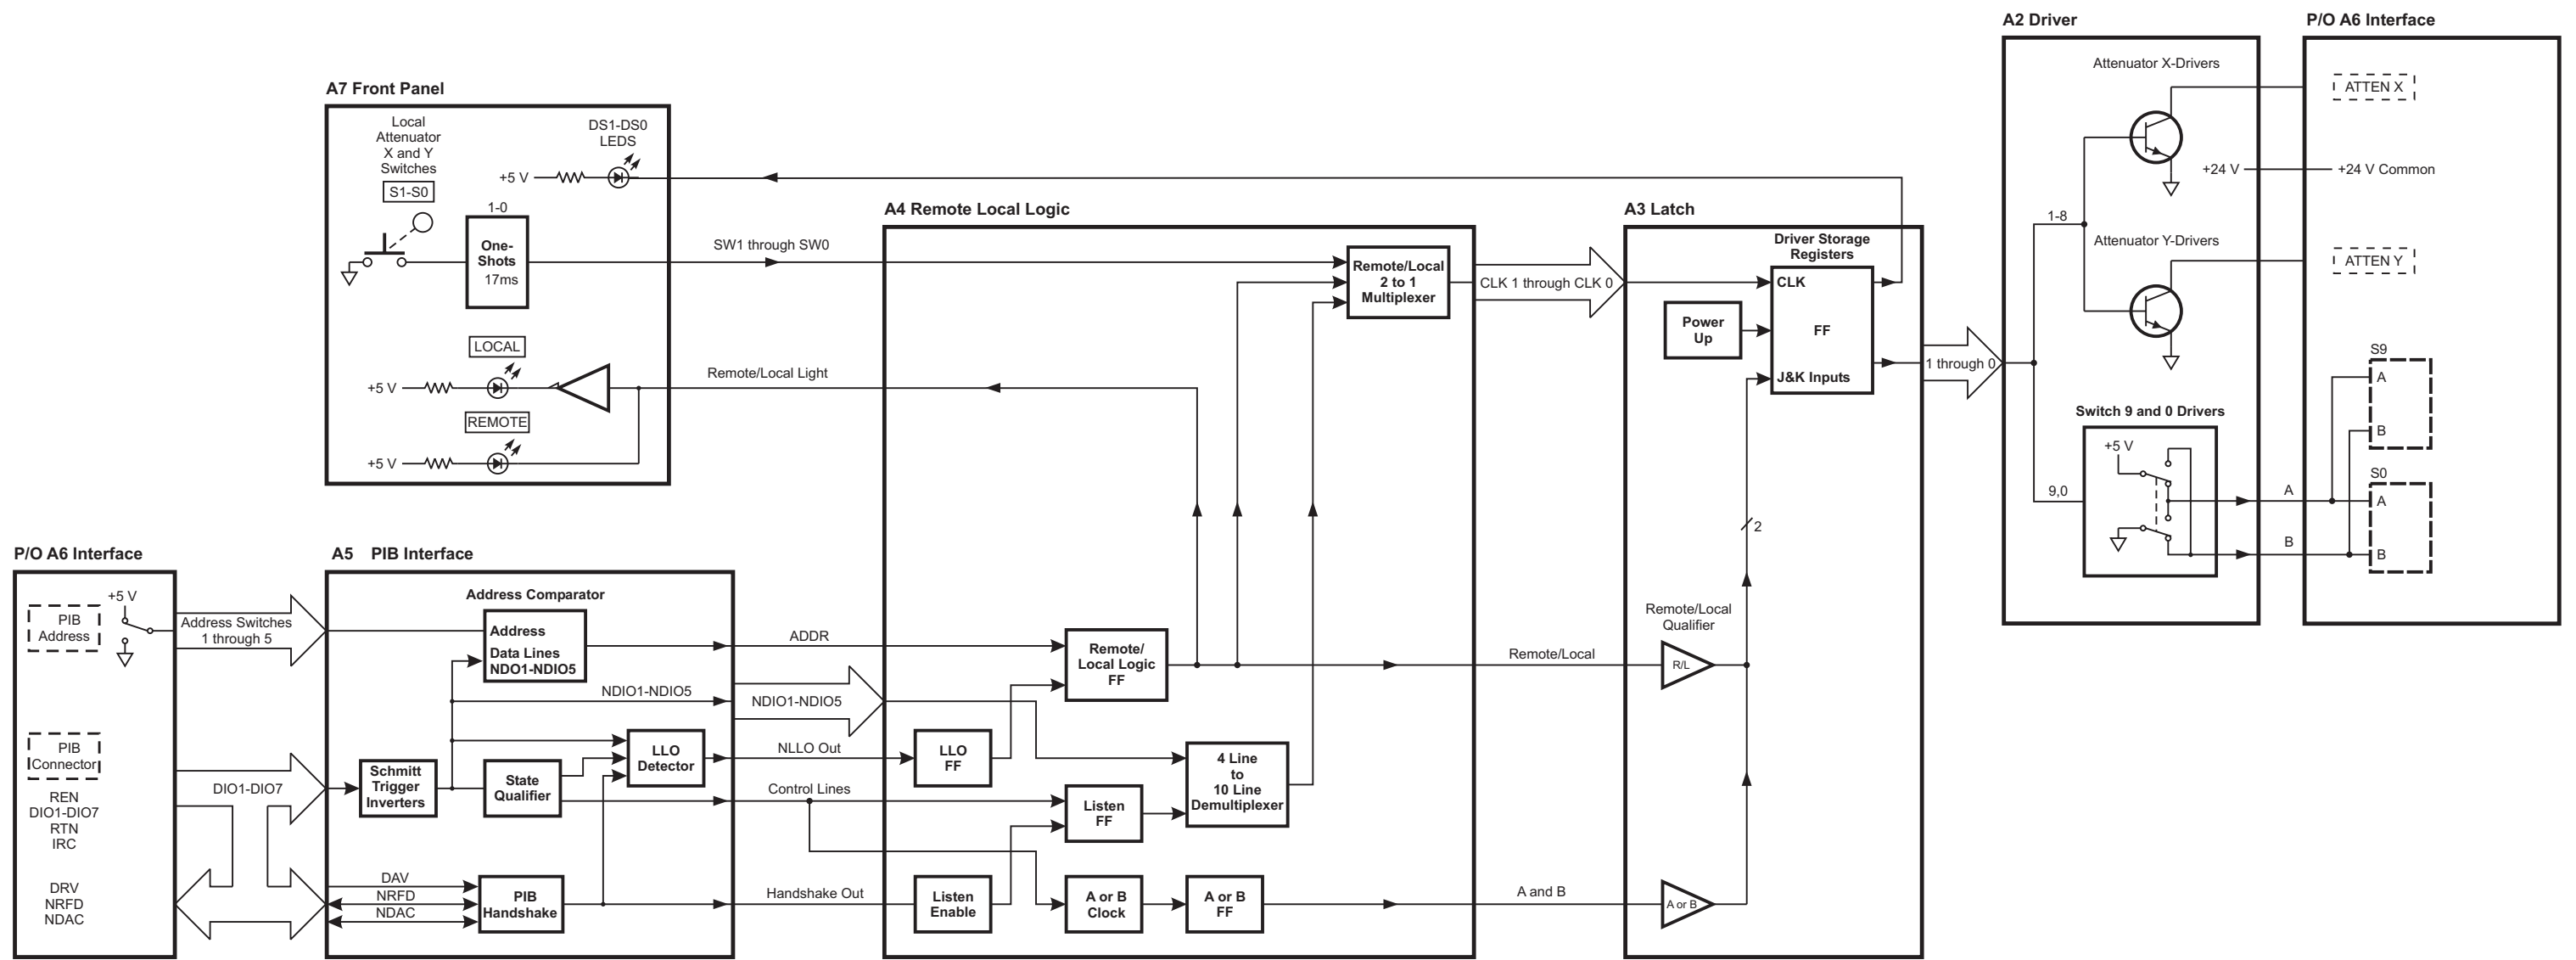 A2 Driver
P/O A6 Interface
Attenuator X-Drivers
ATTEN X
+24 V
+24 V Common
1-8
Attenuator Y-Drivers
ATTEN Y
S9
A
B
Switch 9 and 0 Drivers
+5 V
9,0
A
B
S0
A
B
A7 Front Panel
Local
Attenuator
X and Y
Switches
S1-S0
DS1-DS0
LEDS
+5 V
1-0
One-
Shots
17ms
SW1 through SW0
LOCAL
+5 V
Remote/Local Light
REMOTE
+5 V
A4 Remote Local Logic
Remote/Local
2 to 1
Multiplexer
CLK 1 through CLK 0
A3 Latch
Driver Storage
Registers
CLK
Power
Up
FF
J&K Inputs
1 through 0
2
Remote/Local
Qualifier
R/L
Remote/Local
A or B
A and B
P/O A6 Interface
PIB
Address
+5 V
Address Switches
1 through 5
PIB
Connector
REN
DIO1-DIO7
RTN
IRC
DRV
NRFD
NDAC
DIO1-DIO7
A5 PIB Interface
Address Comparator
Address
Data Lines
NDO1-NDIO5
ADDR
NDIO1-NDIO5
NDIO1-NDIO5
Schmitt
Trigger
Inverters
State
Qualifier
LLO
Detector
NLLO Out
Control Lines
DAV
NRFD
NDAC
PIB
Handshake
Handshake Out
Remote/
Local Logic
FF
LLO
FF
Listen
FF
4 Line
to
10 Line
Demultiplexer
Listen
Enable
A or B
Clock
A or B
FF